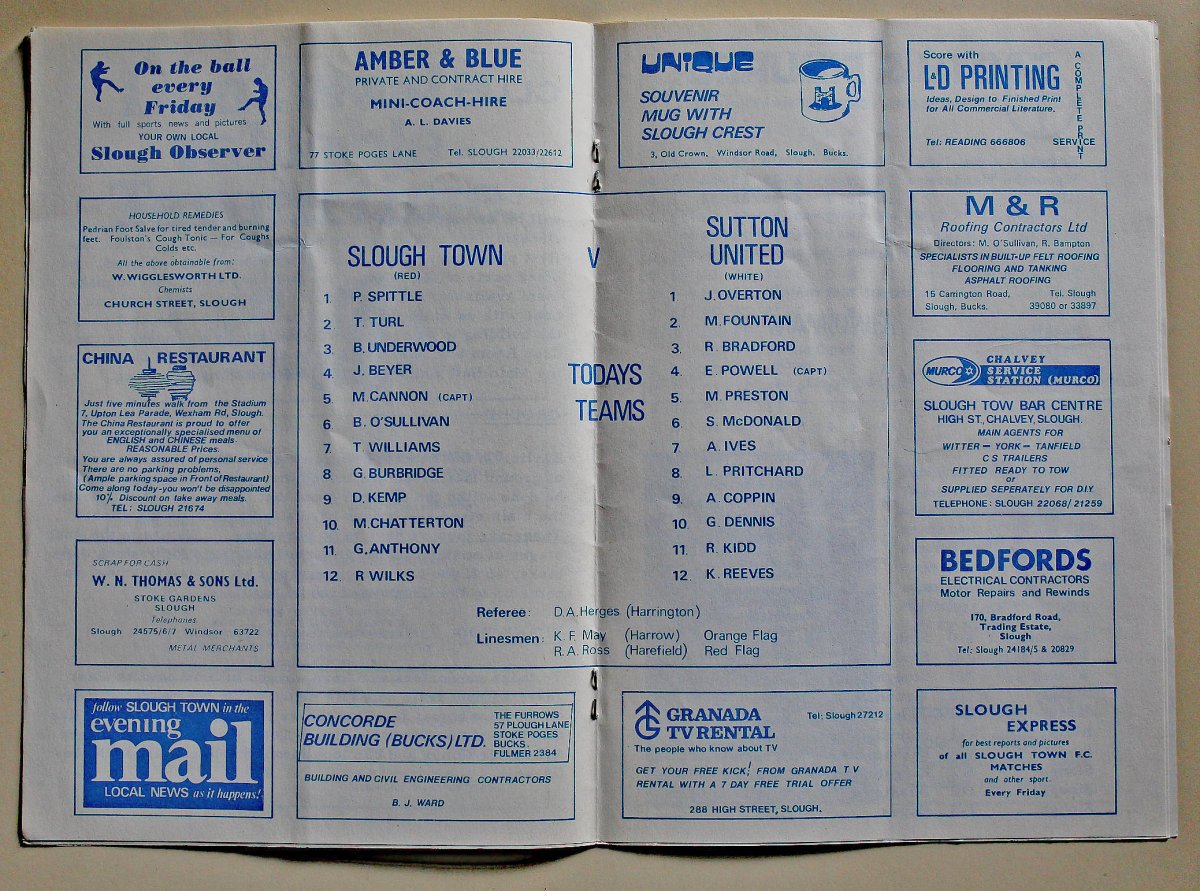 On the ball
every
Friday
With full sports news and pictures
YOUR OWN LOCAL
Slough Observer
AMBER & BLUE
PRIVATE AND CONTRACT HIRE
MINI-COACH-HIRE
A. L. DAVIES
77 STOKE POGES LANE Tel. SLOUGH 22033/22612
UNIQUE
SOUVENIR
MUG WITH
SLOUGH CREST
3, Old Crown, Windsor Road, Slough, Bucks.
Score with
L&D PRINTING
Ideas, Design to Finished Print
for All Commercial Literature.
Tel: READING 666806
A COMPLETE PRINT
SERVICE
HOUSEHOLD REMEDIES
Pedrian Foot Salve for tired tender and burning
feet. Foulston's Cough Tonic — For Coughs
Colds etc.
All the above obtainable from:
W. WIGGLESWORTH LTD.
Chemists
CHURCH STREET, SLOUGH
CHINA RESTAURANT
Just five minutes walk from the Stadium
7, Upton Lea Parade, Wexham Rd, Slough.
The China Restaurant is proud to offer
you an exceptionally specialised menu of
ENGLISH and CHINESE meals
REASONABLE Prices.
You are always assured of personal service
There are no parking problems,
(Ample parking space in Front of Restaurant)
Come along today-you won't be disappointed
10% Discount on take away meals.
TEL: SLOUGH 21674
SCRAP FOR CASH
W. N. THOMAS & SONS Ltd.
STOKE GARDENS
SLOUGH
Telephones
Slough 24575/6/7 Windsor 63722
METAL MERCHANTS
follow SLOUGH TOWN in the
evening
mail
LOCAL NEWS as it happens!
SLOUGH TOWN
(RED)
1. P. SPITTLE
2. T. TURL
3. B. UNDERWOOD
4. J. BEYER
5. M. CANNON (CAPT)
6. B. O'SULLIVAN
7. T. WILLIAMS
8. G. BURBRIDGE
9. D. KEMP
10. M. CHATTERTON
11. G. ANTHONY
12. R WILKS
V
TODAYS
TEAMS
SUTTON
UNITED
(WHITE)
1 J. OVERTON
2. M. FOUNTAIN
3. R. BRADFORD
4. E. POWELL (CAPT)
5. M. PRESTON
6. S. McDONALD
7. A. IVES
8. L. PRITCHARD
9. A. COPPIN
10. G. DENNIS
11. R. KIDD
12. K. REEVES
Referee: D.A. Herges (Harrington)
Linesmen: K. F. May (Harrow) Orange Flag
R. A. Ross (Harefield) Red Flag
CONCORDE
BUILDING (BUCKS) LTD.
THE FURROWS
57 PLOUGH LANE
STOKE POGES
BUCKS.
FULMER 2384
BUILDING AND CIVIL ENGINEERING CONTRACTORS
B. J. WARD
GRANADA
TV RENTAL
Tel: Slough 27212
The people who know about TV
GET YOUR FREE KICK! FROM GRANADA T V
RENTAL WITH A 7 DAY FREE TRIAL OFFER
288 HIGH STREET, SLOUGH.
M & R
Roofing Contractors Ltd
Directors: M. O'Sullivan, R. Bampton
SPECIALISTS IN BUILT-UP FELT ROOFING
FLOORING AND TANKING
ASPHALT ROOFING
15 Carrington Road, Tel. Slough
Slough, Bucks. 39080 or 33897
MURCO
CHALVEY
SERVICE
STATION (MURCO)
SLOUGH TOW BAR CENTRE
HIGH ST, CHALVEY, SLOUGH.
MAIN AGENTS FOR
WITTER – YORK – TANFIELD
C S TRAILERS
FITTED READY TO TOW
or
SUPPLIED SEPERATELY FOR D.I.Y
TELEPHONE: SLOUGH 22068/ 21259
BEDFORDS
ELECTRICAL CONTRACTORS
Motor Repairs and Rewinds
170, Bradford Road,
Trading Estate,
Slough
Tel: Slough 24184/5 & 20829
SLOUGH
EXPRESS
for best reports and pictures
of all SLOUGH TOWN F.C.
MATCHES
and other sport.
Every Friday